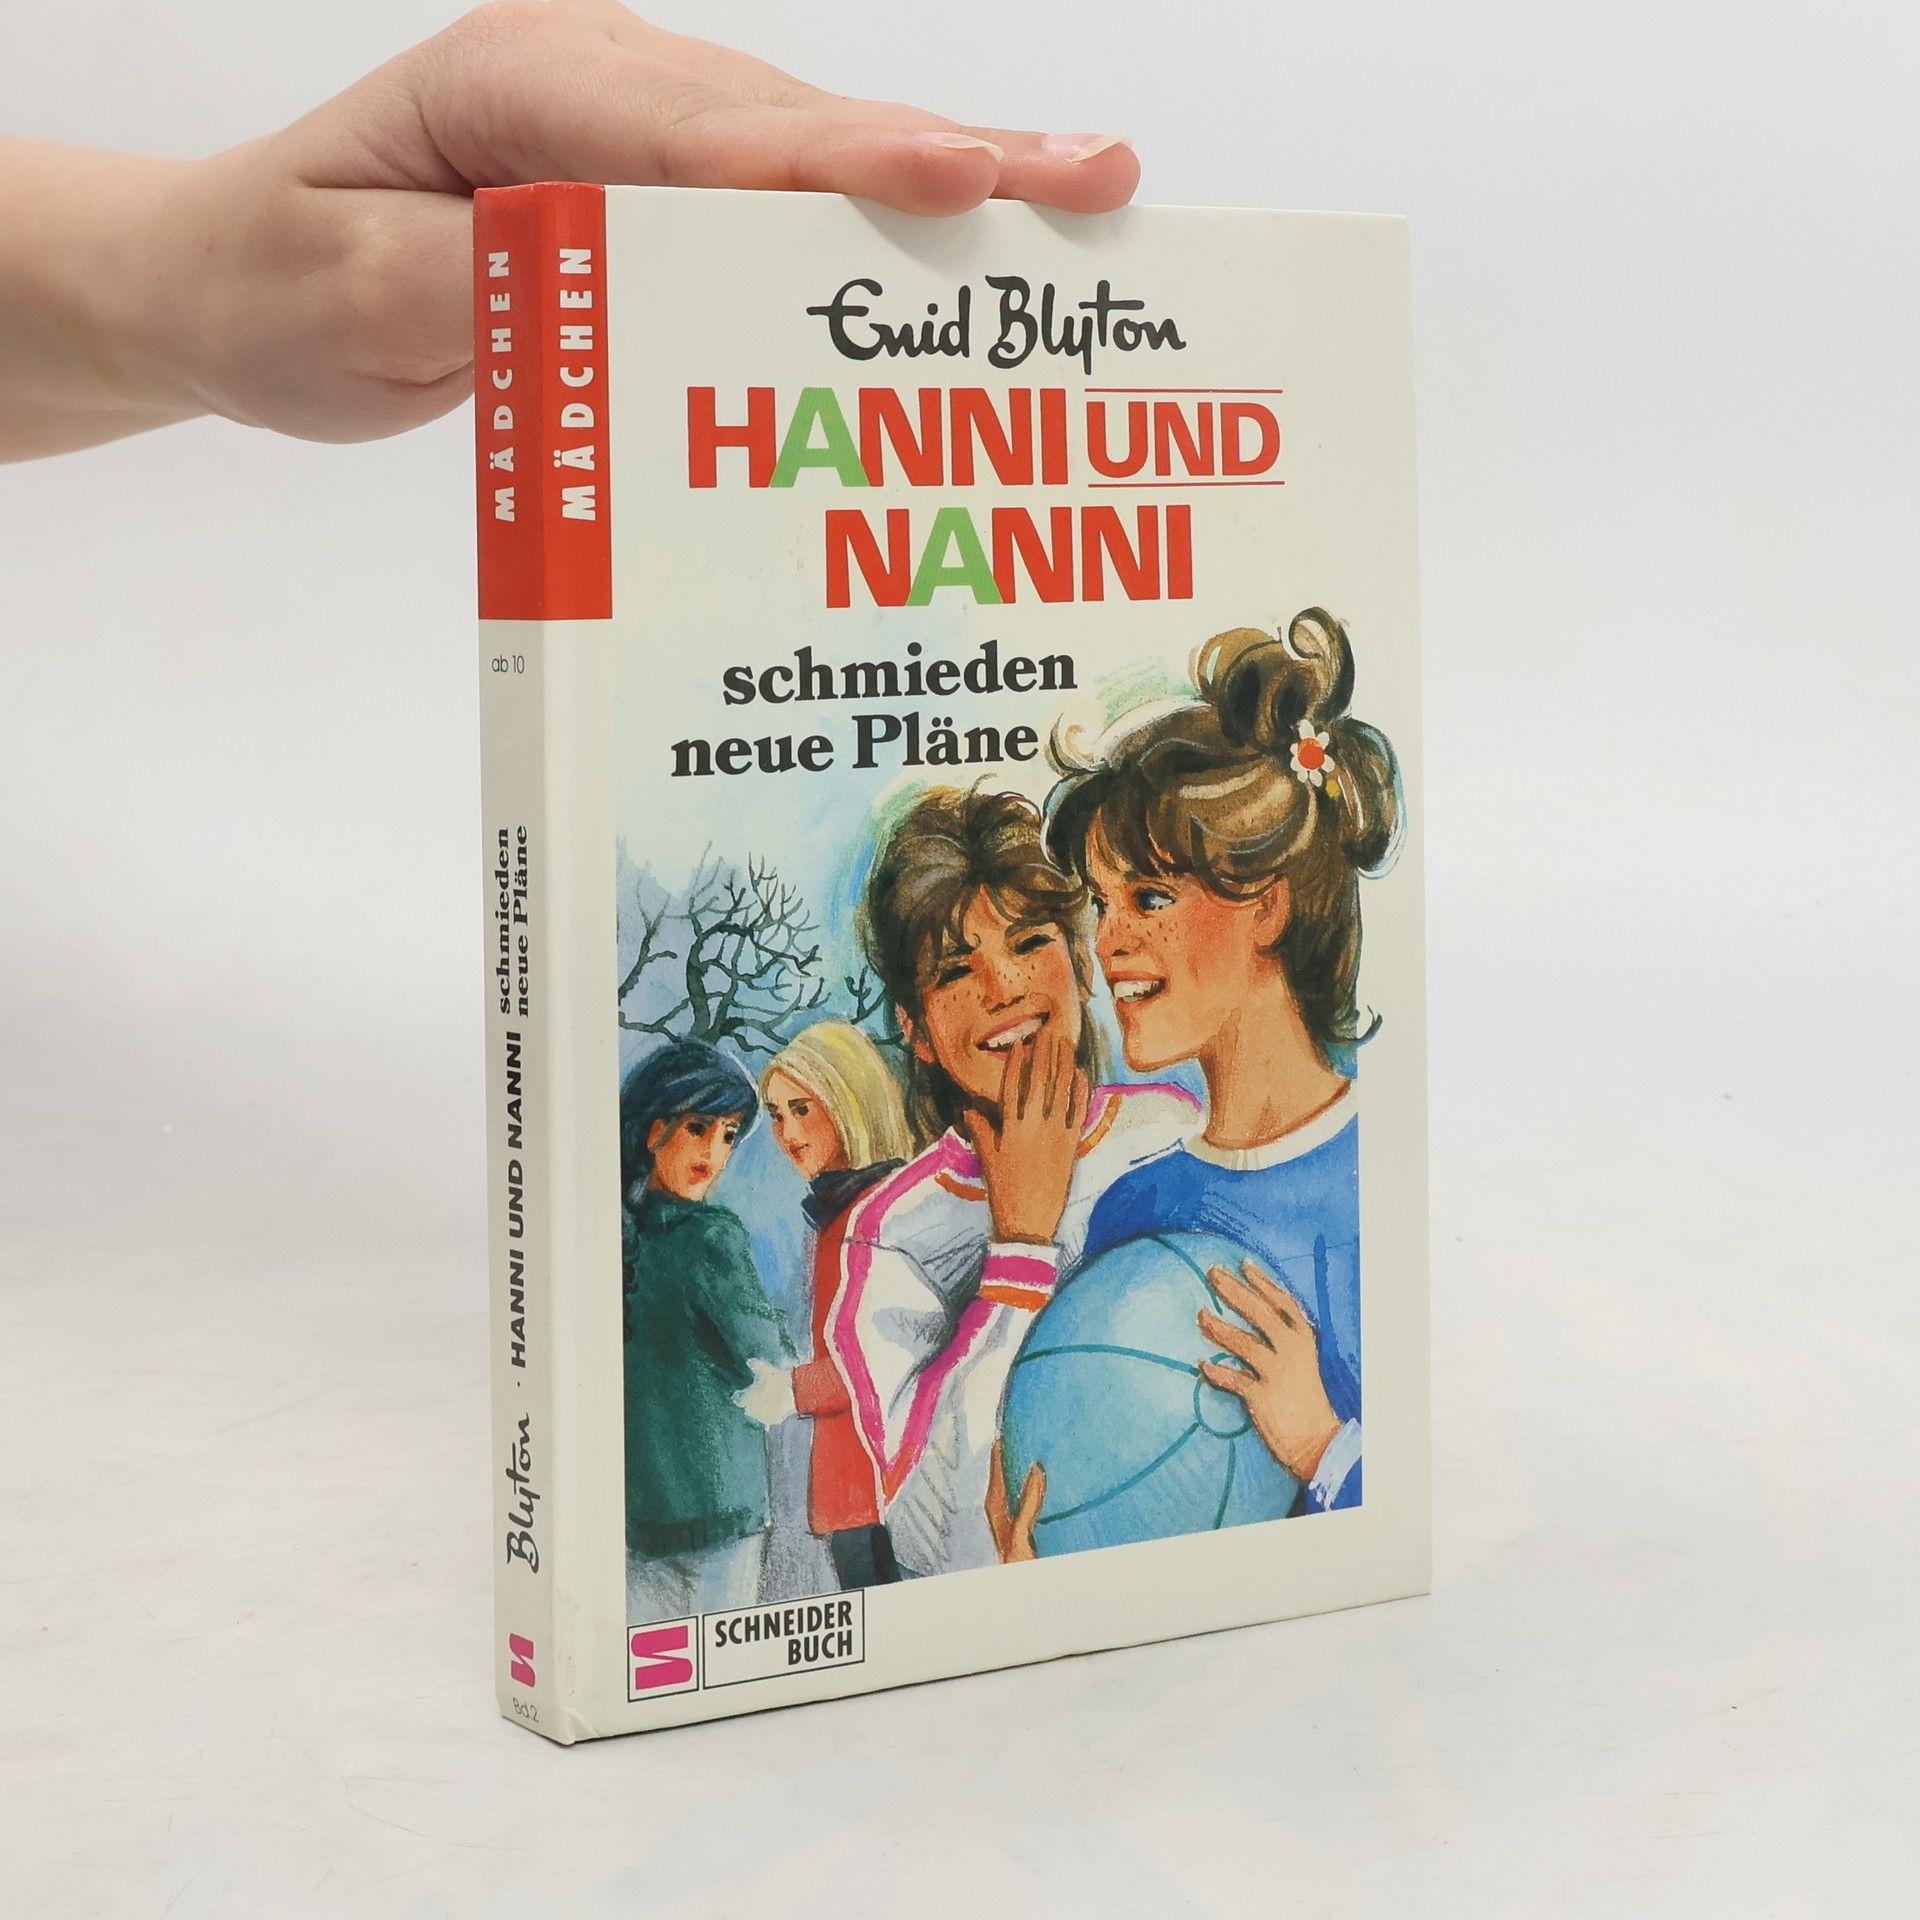 Enid Blyton
HANNI UND
NANNI
schmieden
neue Pläne
SCHNEIDER
BUCH
MÄDCHEN
MÄDCHEN
ab 10
Blyton · HANNI UND NANNI schmieden
neue Pläne
Bd. 2